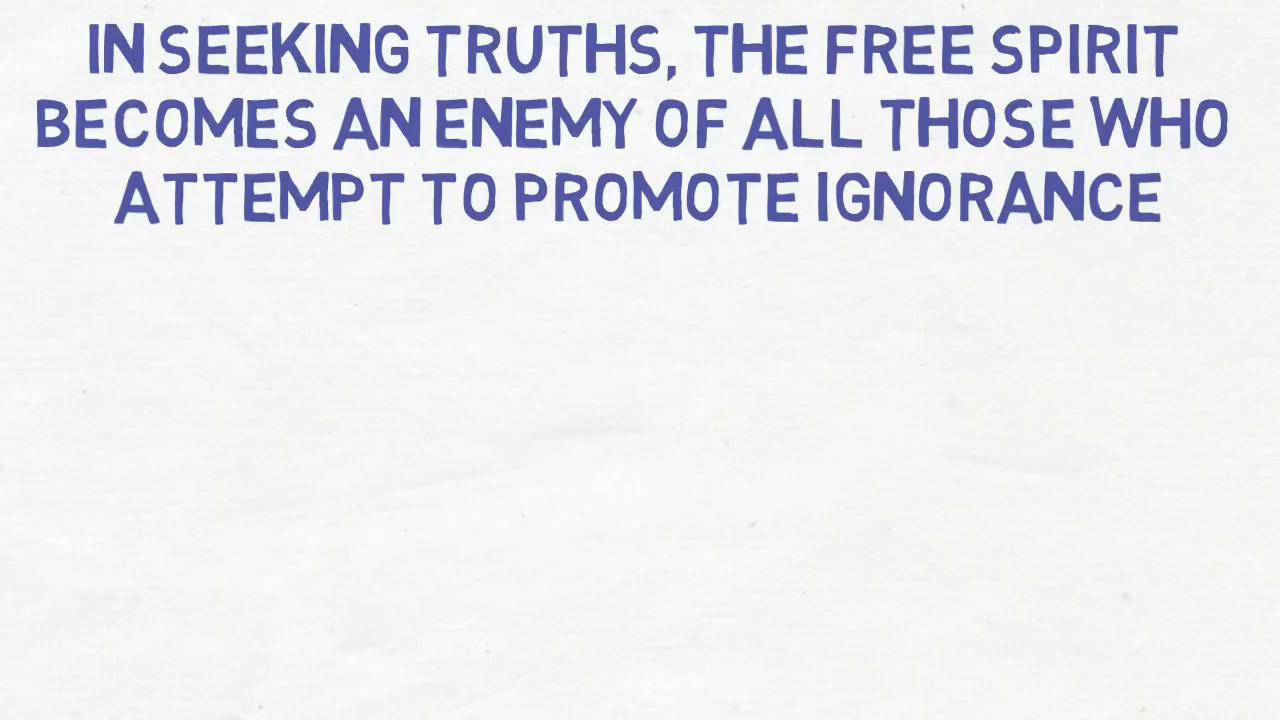 IN SEEKING TRUTHS, THE FREE SPIRIT
BECOMES AN ENEMY OF ALL THOSE WHO
ATTEMPT TO PROMOTE IGNORANCE